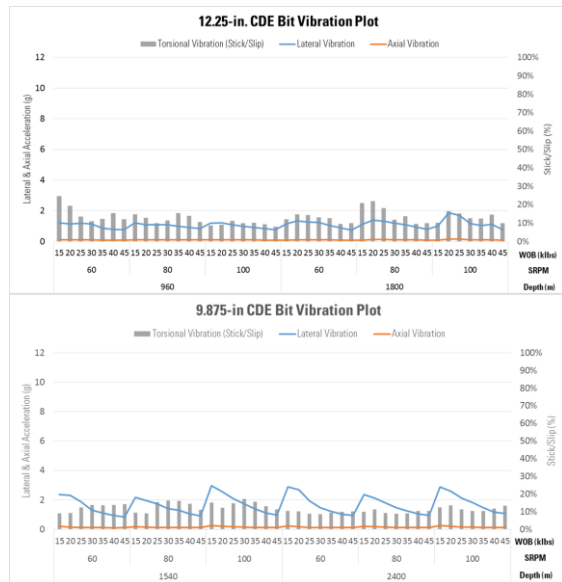 12.25-in. CDE Bit Vibration Plot
Torsional Vibration (Stick/Slip) Lateral Vibration Axial Vibration
Lateral & Axial Acceleration (g)
12
10
8
6
4
2
0
100%
90%
80%
70%
60%
50%
40%
30%
20%
10%
0%
Stick/Slip (%)
15 20 25 30 35 40 45 15 20 25 30 35 40 45 15 20 25 30 35 40 45 15 20 25 30 35 40 45 15 20 25 30 35 40 45 15 20 25 30 35 40 45 WOB (klbs)
60 80 100 60 80 100 SRPM
960 1800 Depth (m)
9.875-in CDE Bit Vibration Plot
Torsional Vibration (Stick/Slip) Lateral Vibration Axial Vibration
Lateral & Axial Acceleration (g)
12
10
8
6
4
2
0
100%
90%
80%
70%
60%
50%
40%
30%
20%
10%
0%
Stick/Slip (%)
15 20 25 30 35 40 45 15 20 25 30 35 40 45 15 20 25 30 35 40 45 15 20 25 30 35 40 45 15 20 25 30 35 40 45 15 20 25 30 35 40 45 WOB (klbs)
60 80 100 60 80 100 SRPM
1540 2400 Depth (m)